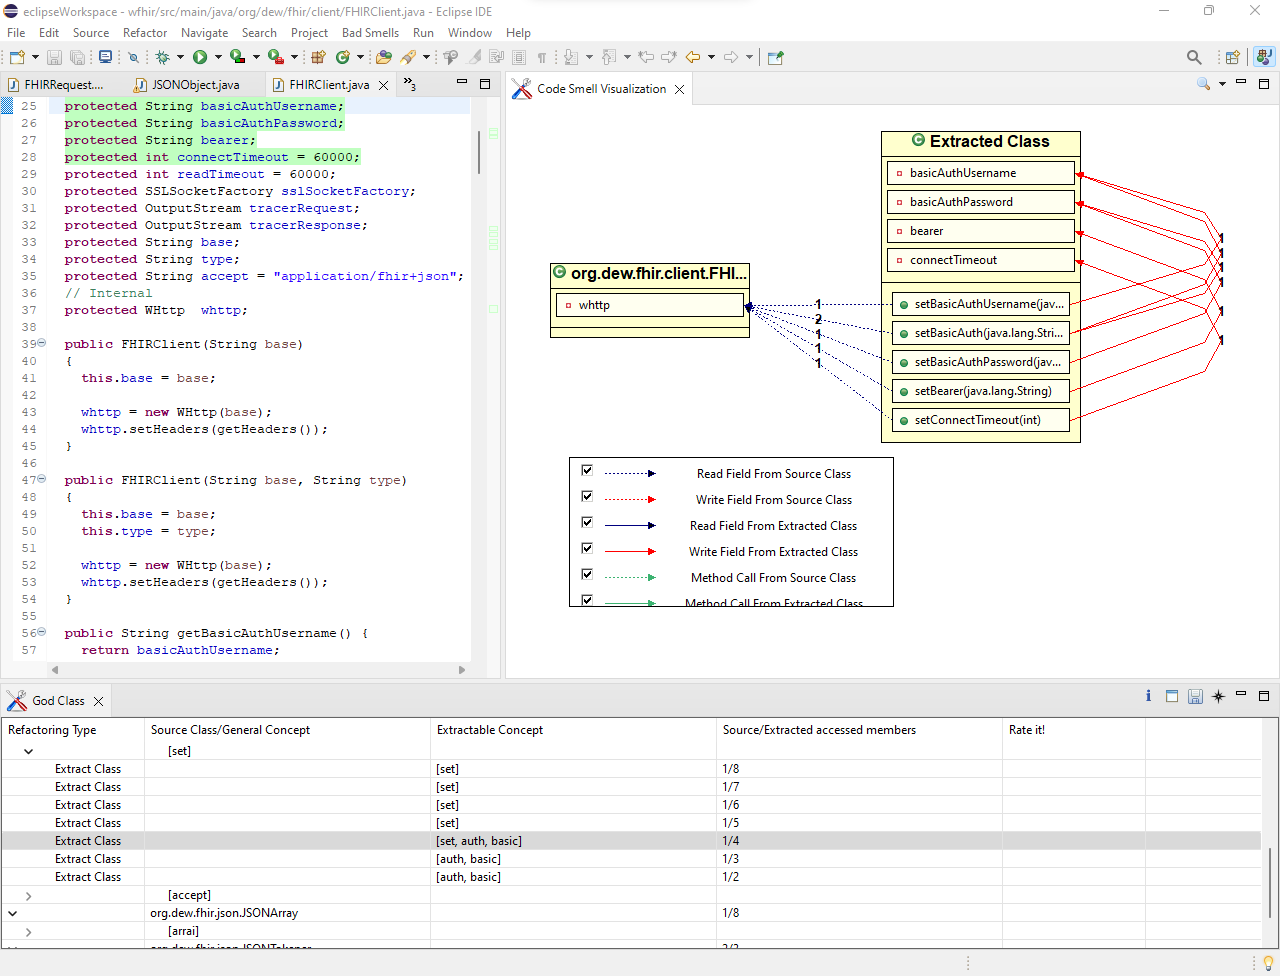 eclipseWorkspace - wfhir/src/main/java/org/dew/fhir/client/FHIRClient.java - Eclipse IDE
File Edit Source Refactor Navigate Search Project Bad Smells Run Window Help
FHIRRequest.... JSONObject.java FHIRClient.java 3
25 protected String basicAuthUsername;
26 protected String basicAuthPassword;
27 protected String bearer;
28 protected int connectTimeout = 60000;
29 protected int readTimeout = 60000;
30 protected SSLSocketFactory sslSocketFactory;
31 protected OutputStream tracerRequest;
32 protected OutputStream tracerResponse;
33 protected String base;
34 protected String type;
35 protected String accept = "application/fhir+json";
36 // Internal
37 protected WHttp  whttp;
38
39 public FHIRClient(String base)
40 {
41 this.base = base;
42
43 whttp = new WHttp(base);
44 whttp.setHeaders(getHeaders());
45 }
46
47 public FHIRClient(String base, String type)
48 {
49 this.base = base;
50 this.type = type;
51
52 whttp = new WHttp(base);
53 whttp.setHeaders(getHeaders());
54 }
55
56 public String getBasicAuthUsername() {
57 return basicAuthUsername;
Code Smell Visualization
Extracted Class
basicAuthUsername
basicAuthPassword
bearer
connectTimeout
setBasicAuthUsername(jav...
setBasicAuth(java.lang.Stri...
setBasicAuthPassword(jav...
setBearer(java.lang.String)
setConnectTimeout(int)
org.dew.fhir.client.FHI...
whttp
1
2
1
1
1
1
1
1
1
1
1
Read Field From Source Class
Write Field From Source Class
Read Field From Extracted Class
Write Field From Extracted Class
Method Call From Source Class
Method Call From Extracted Class
God Class
Refactoring Type Source Class/General Concept Extractable Concept Source/Extracted accessed members Rate it!
[set]
Extract Class [set] 1/8
Extract Class [set] 1/7
Extract Class [set] 1/6
Extract Class [set] 1/5
Extract Class [set, auth, basic] 1/4
Extract Class [auth, basic] 1/3
Extract Class [auth, basic] 1/2
[accept]
org.dew.fhir.json.JSONArray 1/8
[arrai]
org.dew.fhir.json.JSONTokener